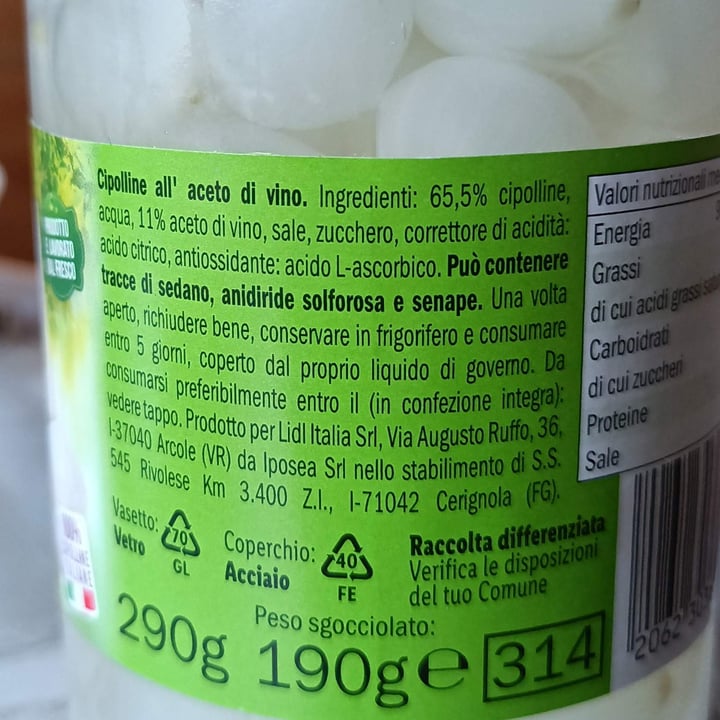 Cipolline all' aceto di vino. Ingredienti: 65,5% cipolline,
acqua, 11% aceto di vino, sale, zucchero, correttore di acidità:
acido citrico, antiossidante: acido L-ascorbico. Può contenere
tracce di sedano, anidiride solforosa e senape. Una volta
aperto, richiudere bene, conservare in frigorifero e consumare
entro 5 giorni, coperto dal proprio liquido di governo. Da
consumarsi preferibilmente entro il (in confezione integra):
vedere tappo. Prodotto per Lidl Italia Srl, Via Augusto Ruffo, 36,
I-37040 Arcole (VR) da Iposea Srl nello stabilimento di S.S.
545 Rivolese Km 3.400 Z.I., I-71042 Cerignola (FG).
Vasetto:
Vetro
70
GL
Coperchio:
Acciaio
40
FE
Raccolta differenziata
Verifica le disposizioni
del tuo Comune
Peso sgocciolato:
290g 190g e 314
Valori nutrizionali
Energia
Grassi
di cui acidi grassi
Carboidrati
di cui zuccheri
Proteine
Sale
PRODOTTO
E LAVORATO
DAL FRESCO
2062